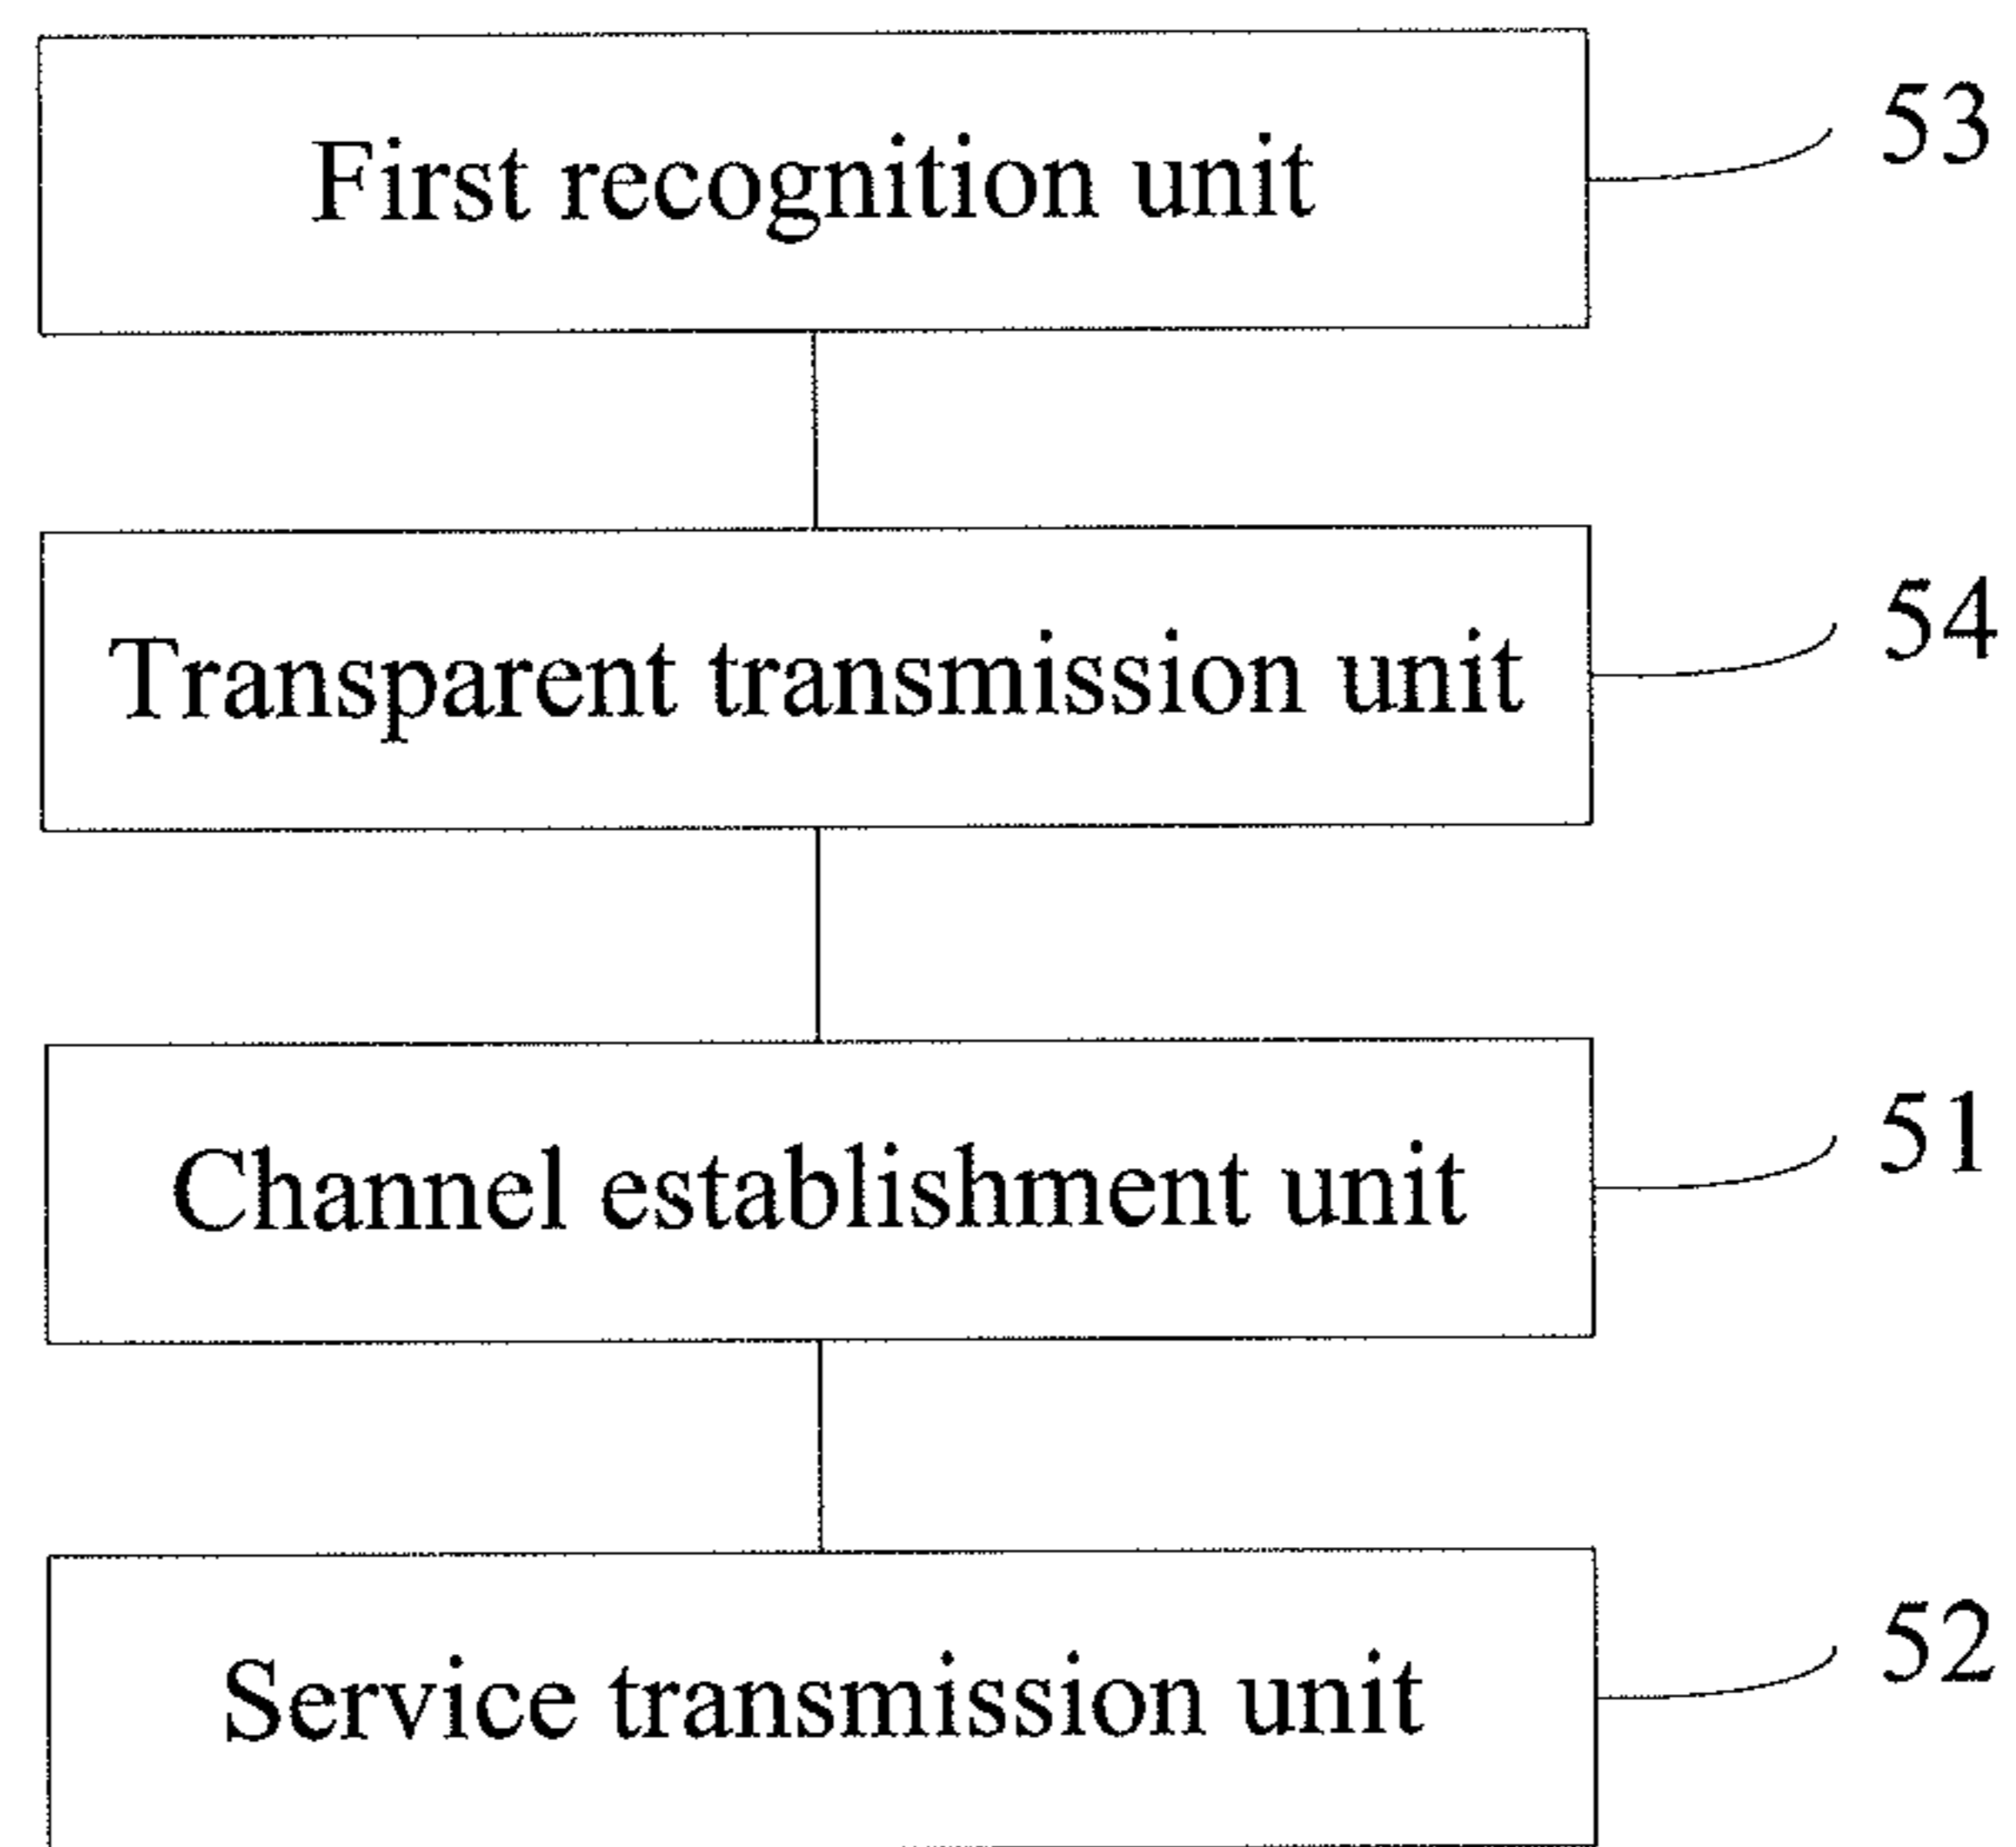 First recognition unit 53
Transparent transmission unit 54
Channel establishment unit 51
Service transmission unit 52